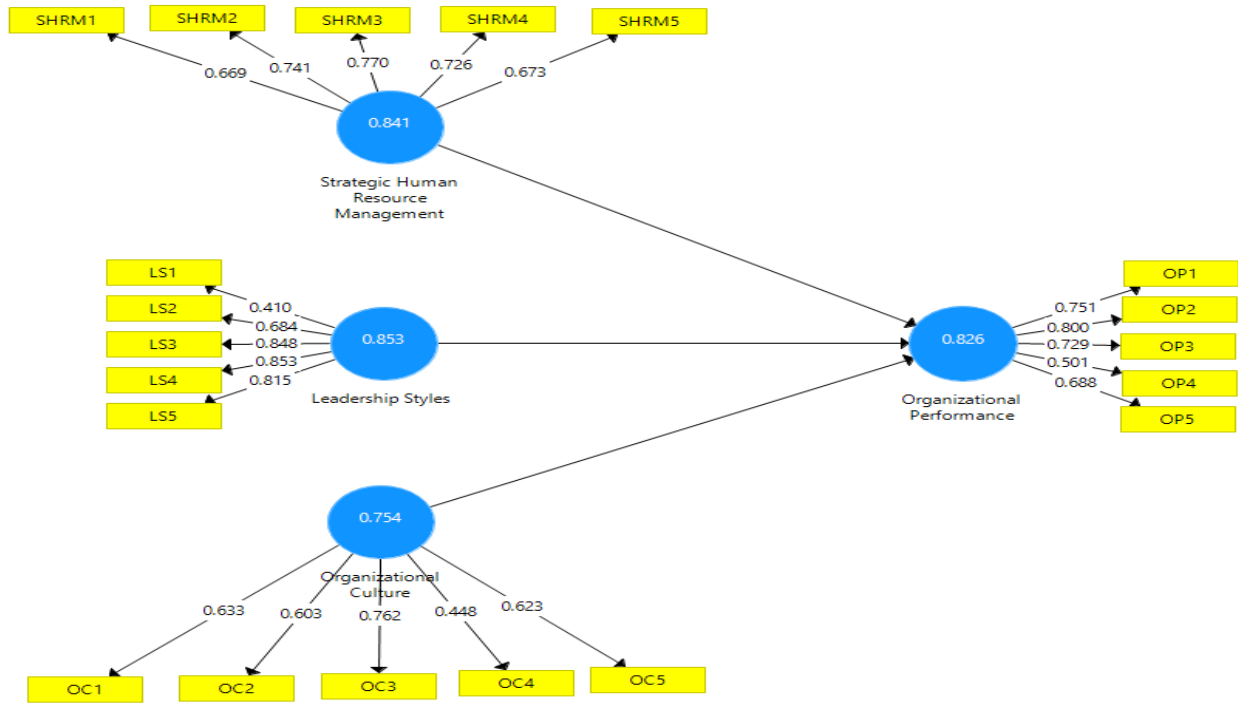 SHRM1
SHRM2
SHRM3
SHRM4
SHRM5
0.669
0.741
0.770
0.726
0.673
0.841
Strategic Human
Resource
Management
LS1
LS2
LS3
LS4
LS5
0.410
0.684
0.848
0.853
0.815
0.853
Leadership Styles
0.826
Organizational
Performance
0.751
0.800
0.729
0.501
0.688
OP1
OP2
OP3
OP4
OP5
0.754
Organizational
Culture
0.633
0.603
0.762
0.448
0.623
OC1
OC2
OC3
OC4
OC5